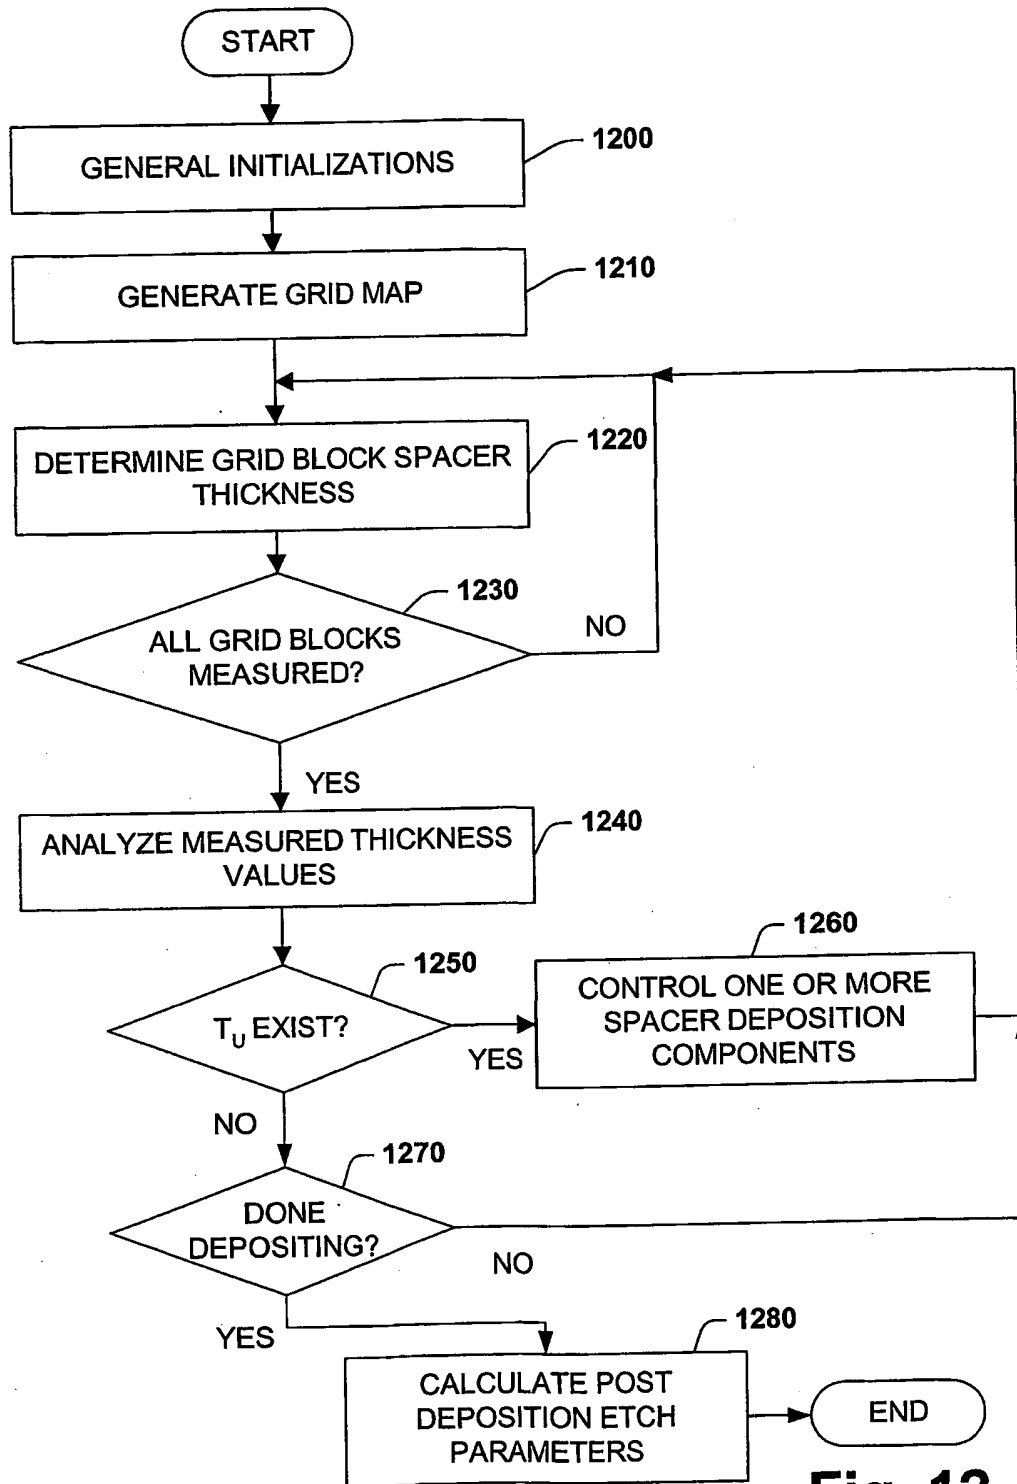 START
GENERAL INITIALIZATIONS
1200
GENERATE GRID MAP
1210
DETERMINE GRID BLOCK SPACER
THICKNESS
1220
ALL GRID BLOCKS
MEASURED?
1230
NO
YES
ANALYZE MEASURED THICKNESS
VALUES
1240
TU EXIST?
1250
YES
CONTROL ONE OR MORE
SPACER DEPOSITION
COMPONENTS
1260
NO
DONE
DEPOSITING?
1270
NO
YES
CALCULATE POST
DEPOSITION ETCH
PARAMETERS
1280
END